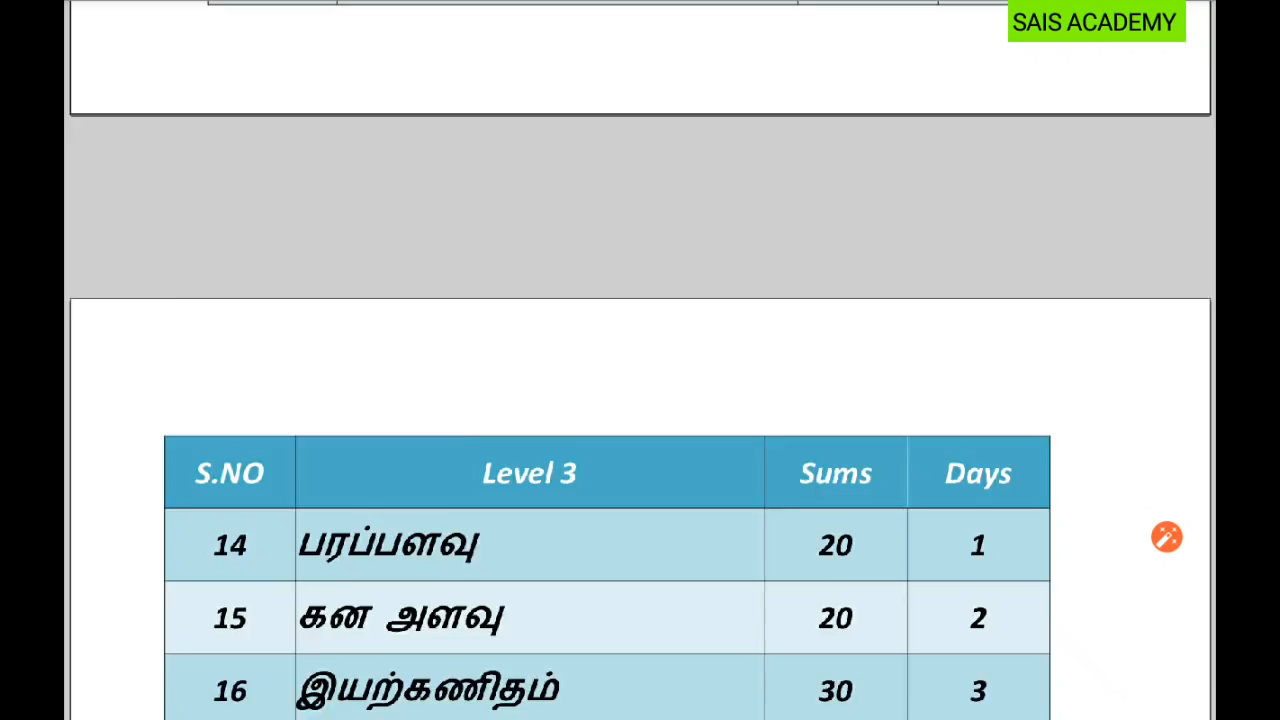 SAIS ACADEMY
S.NO Level 3 Sums Days
14 பரப்பளவு 20 1
15 கன அளவு 20 2
16 இயற்கணிதம் 30 3